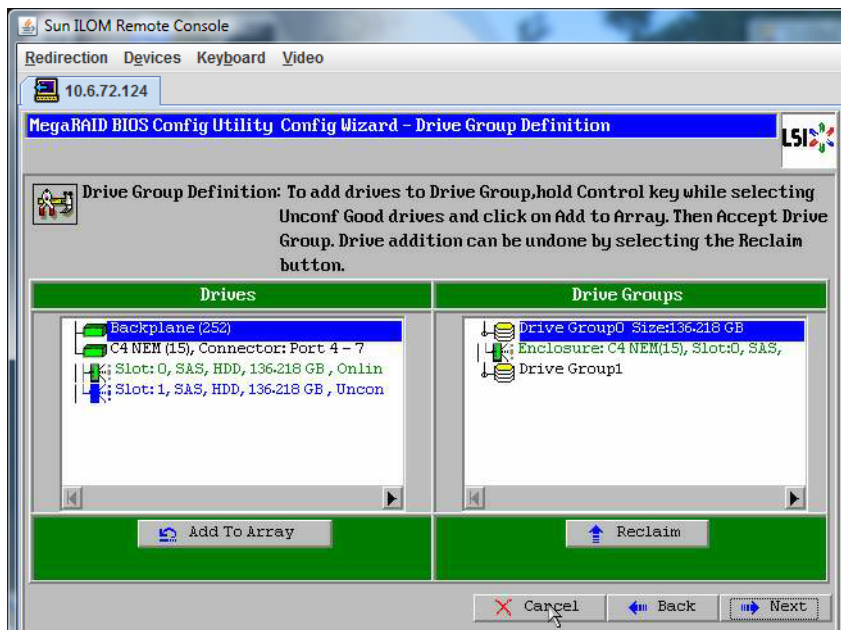 Sun ILOM Remote Console
Redirection Devices Keyboard Video
10.6.72.124
MegaRAID BIOS Config Utility Config Wizard – Drive Group Definition
LSI
Drive Group Definition: To add drives to Drive Group,hold Control key while selecting
Unconf Good drives and click on Add to Array. Then Accept Drive
Group. Drive addition can be undone by selecting the Reclaim
button.
Drives
Backplane (252)
C4 NEM (15), Connector: Port 4 – 7
Slot: 0, SAS, HDD, 136.218 GB , Onlin
Slot: 1, SAS, HDD, 136.218 GB , Uncon
Add To Array
Drive Groups
Drive Group0 Size:136.218 GB
Enclosure: C4 NEM(15), Slot:0, SAS,
Drive Group1
Reclaim
Cancel
Back
Next